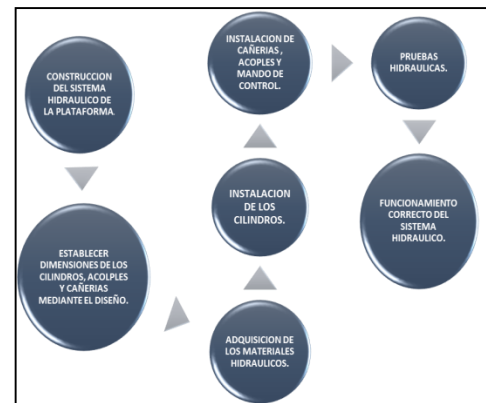 CONSTRUCCION
DEL SISTEMA
HIDRAULICO DE
LA PLATAFORMA.
ESTABLECER
DIMENSIONES DE LOS
CILINDROS, ACOLPLES
Y CAÑERIAS
MEDIANTE EL DISEÑO.
ADQUISICION DE
LOS MATERIALES
HIDRAULICOS.
INSTALACION
DE LOS
CILINDROS.
INSTALACION DE
CAÑERIAS ,
ACOPLES Y
MANDO DE
CONTROL.
PRUEBAS
HIDRAULICAS.
FUNCIONAMIENTO
CORRECTO DEL
SISTEMA
HIDRAULICO.